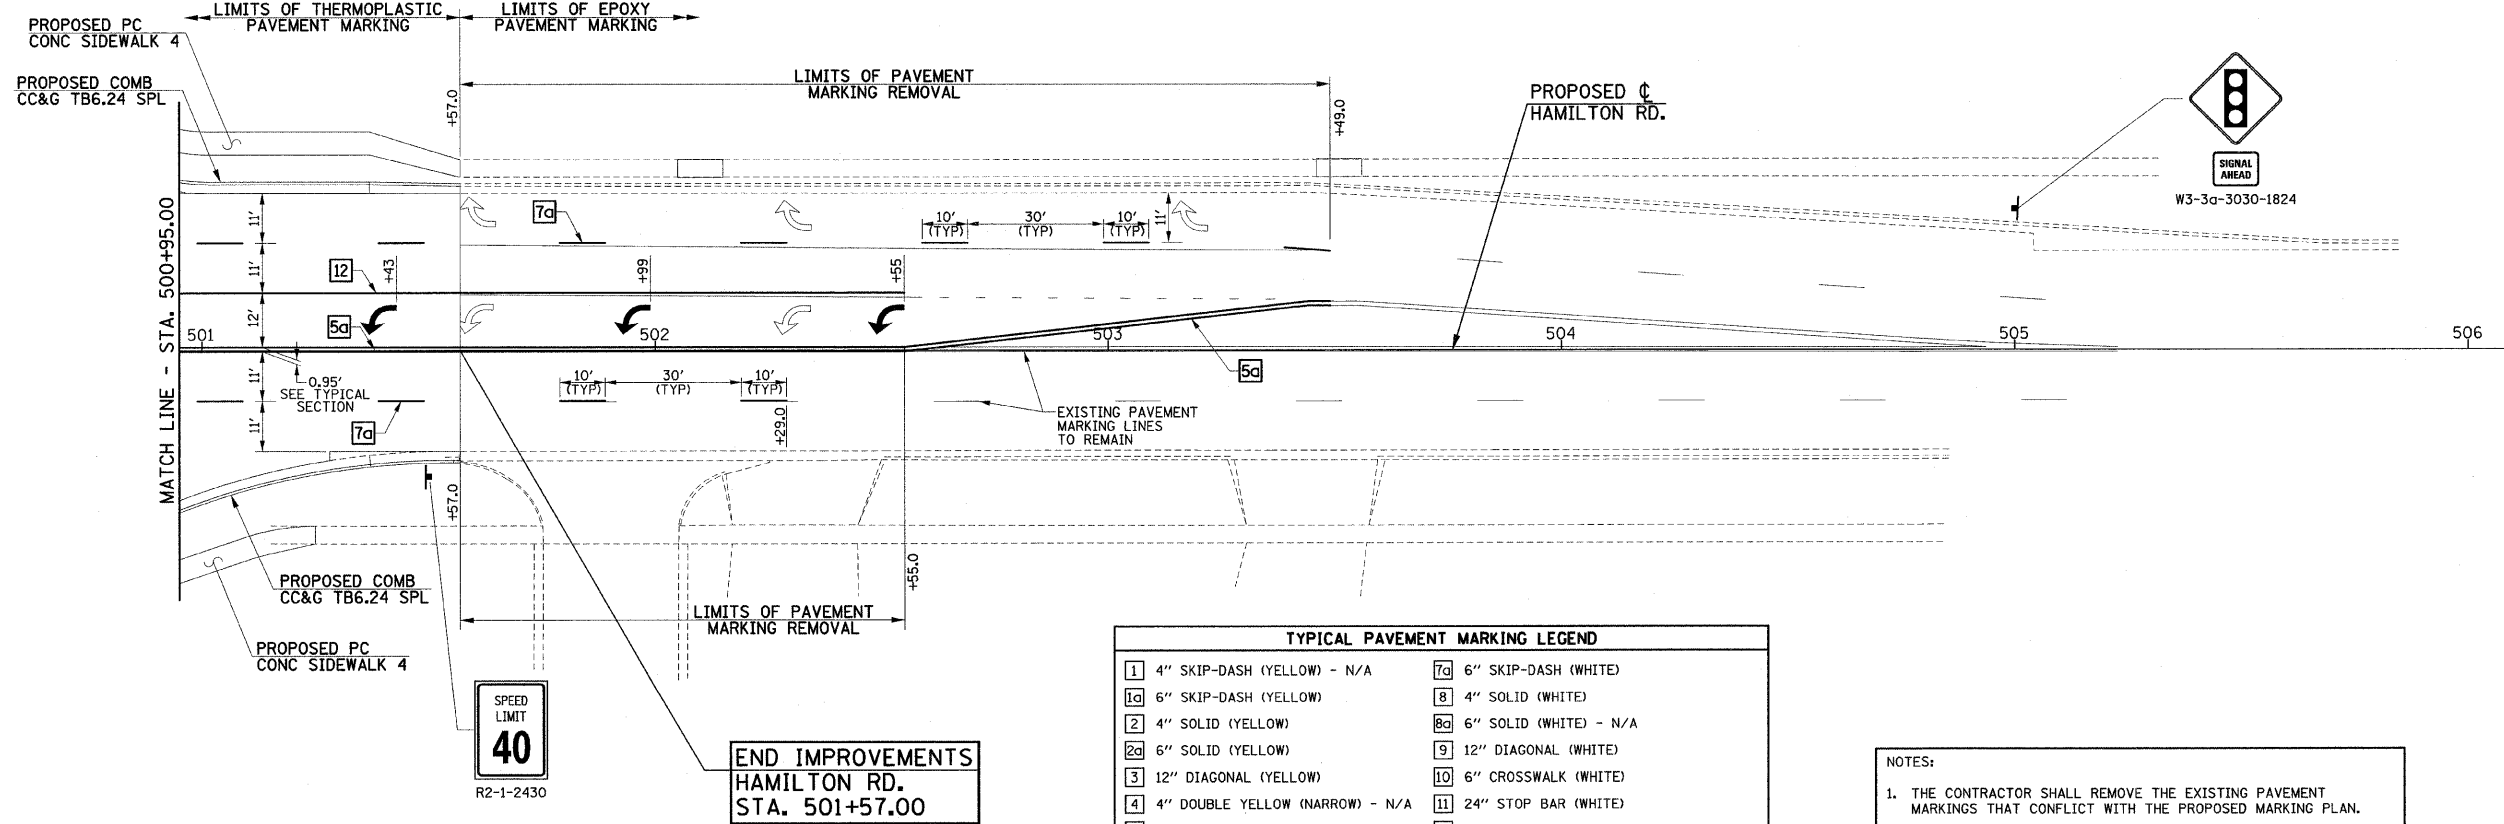 LIMITS OF THERMOPLASTIC
PAVEMENT MARKING
LIMITS OF EPOXY
PAVEMENT MARKING
PROPOSED PC
CONC SIDEWALK 4
PROPOSED COMB
CC&G TB6.24 SPL
LIMITS OF PAVEMENT
MARKING REMOVAL
+57.0
+49.0
PROPOSED ℄
HAMILTON RD.
SIGNAL
AHEAD
W3-3a-3030-1824
MATCH LINE - STA. 500+95.00
11'
11'
12'
11'
11'
7a
10'
(TYP)
30'
(TYP)
10'
(TYP)
11'
12
+43
+99
+55
5a
501
502
503
504
505
506
0.95'
SEE TYPICAL
SECTION
10'
(TYP)
30'
(TYP)
10'
(TYP)
5a
7a
+29.0
EXISTING PAVEMENT
MARKING LINES
TO REMAIN
+57.0
+55.0
PROPOSED COMB
CC&G TB6.24 SPL
LIMITS OF PAVEMENT
MARKING REMOVAL
PROPOSED PC
CONC SIDEWALK 4
SPEED
LIMIT
40
R2-1-2430
END IMPROVEMENTS
HAMILTON RD.
STA. 501+57.00
TYPICAL PAVEMENT MARKING LEGEND
1 4" SKIP-DASH (YELLOW) - N/A
1a 6" SKIP-DASH (YELLOW)
2 4" SOLID (YELLOW)
2a 6" SOLID (YELLOW)
3 12" DIAGONAL (YELLOW)
4 4" DOUBLE YELLOW (NARROW) - N/A
7a 6" SKIP-DASH (WHITE)
8 4" SOLID (WHITE)
8a 6" SOLID (WHITE) - N/A
9 12" DIAGONAL (WHITE)
10 6" CROSSWALK (WHITE)
11 24" STOP BAR (WHITE)
NOTES:
1. THE CONTRACTOR SHALL REMOVE THE EXISTING PAVEMENT
MARKINGS THAT CONFLICT WITH THE PROPOSED MARKING PLAN.